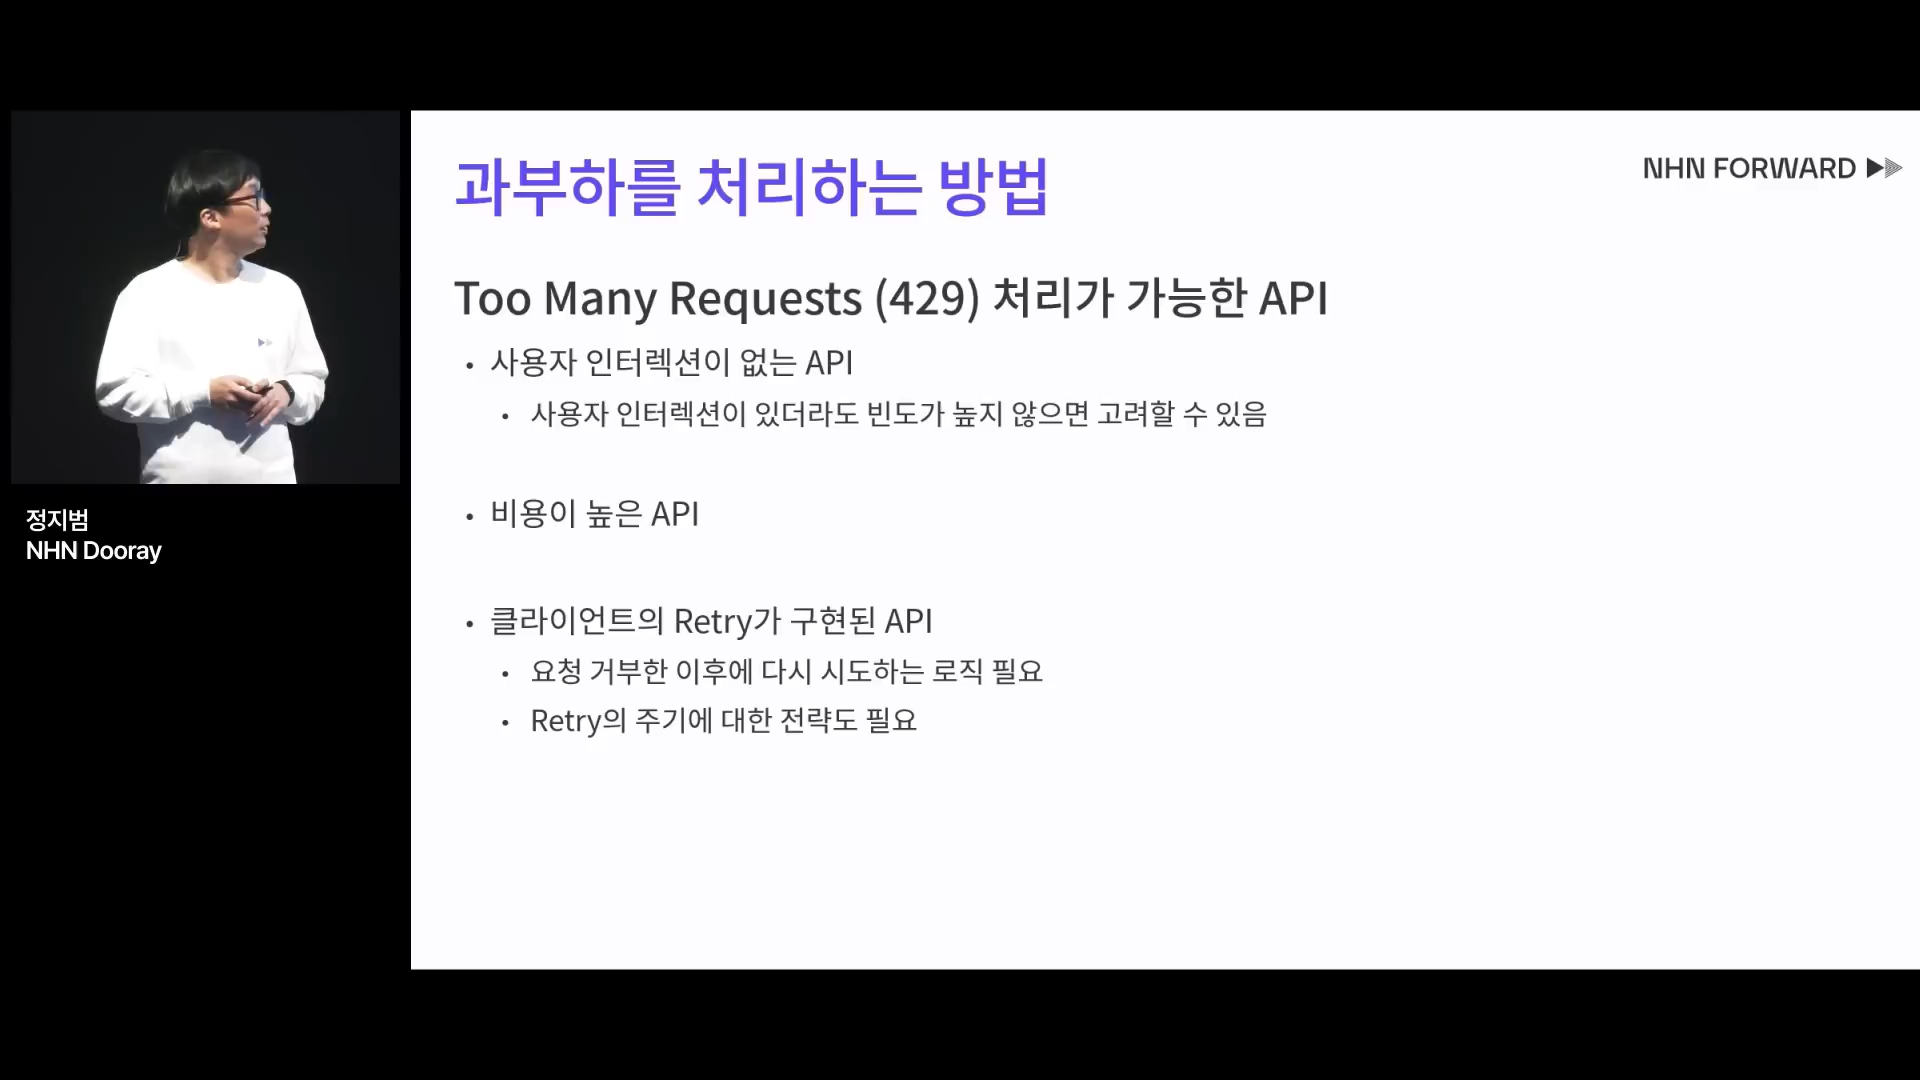 과부하를 처리하는 방법
NHN FORWARD
Too Many Requests (429) 처리가 가능한 API
• 사용자 인터렉션이 없는 API
• 사용자 인터렉션이 있더라도 빈도가 높지 않으면 고려할 수 있음
• 비용이 높은 API
• 클라이언트의 Retry가 구현된 API
• 요청 거부한 이후에 다시 시도하는 로직 필요
• Retry의 주기에 대한 전략도 필요
정지범
NHN Dooray